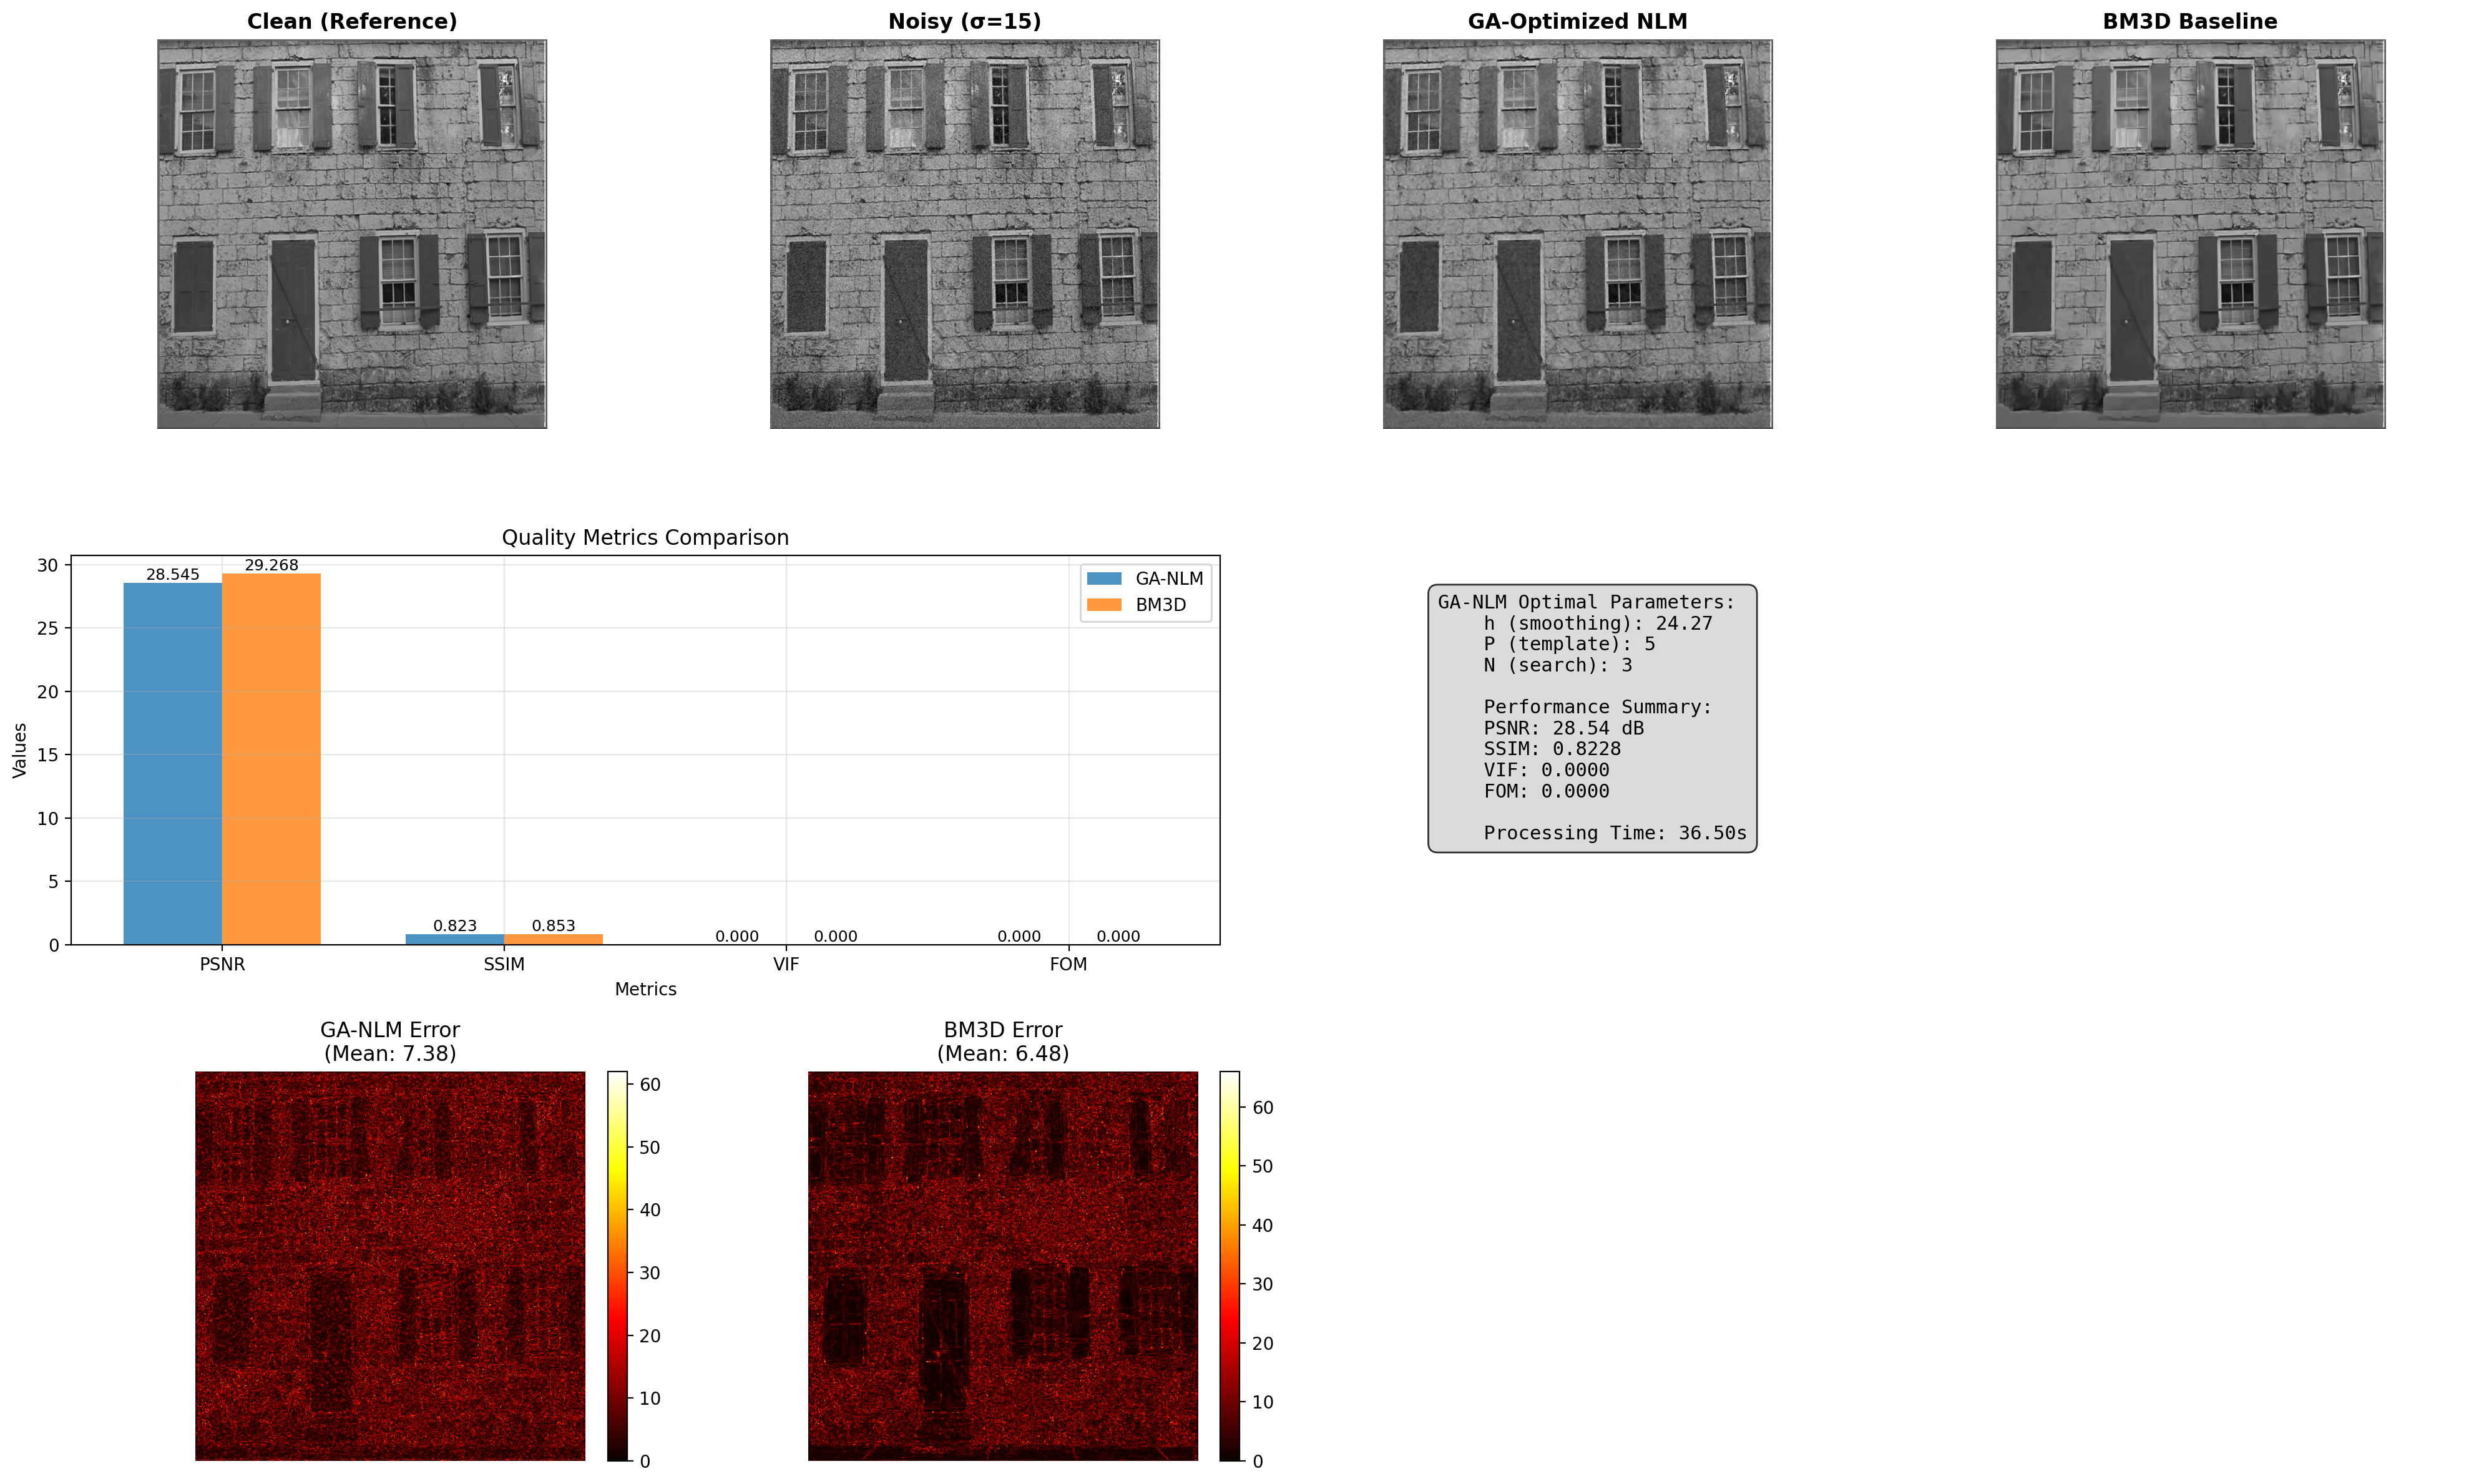 Clean (Reference)
Noisy (σ=15)
GA-Optimized NLM
BM3D Baseline
Quality Metrics Comparison
30
25
20
15
10
5
0
Values
28.545
29.268
0.823
0.853
0.000
0.000
0.000
0.000
GA-NLM
BM3D
PSNR
SSIM
VIF
FOM
Metrics
GA-NLM Optimal Parameters:
h (smoothing): 24.27
P (template): 5
N (search): 3
Performance Summary:
PSNR: 28.54 dB
SSIM: 0.8228
VIF: 0.0000
FOM: 0.0000
Processing Time: 36.50s
GA-NLM Error
(Mean: 7.38)
60
50
40
30
20
10
0
BM3D Error
(Mean: 6.48)
60
50
40
30
20
10
0